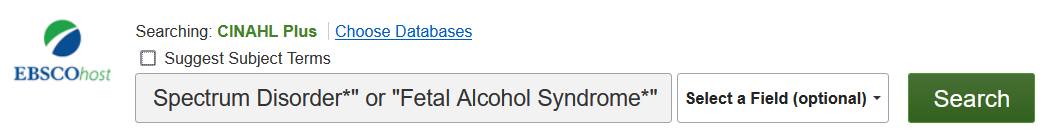 Searching: CINAHL Plus Choose Databases
Suggest Subject Terms
EBSCOhost
Spectrum Disorder*" or "Fetal Alcohol Syndrome*" Select a Field (optional) Search